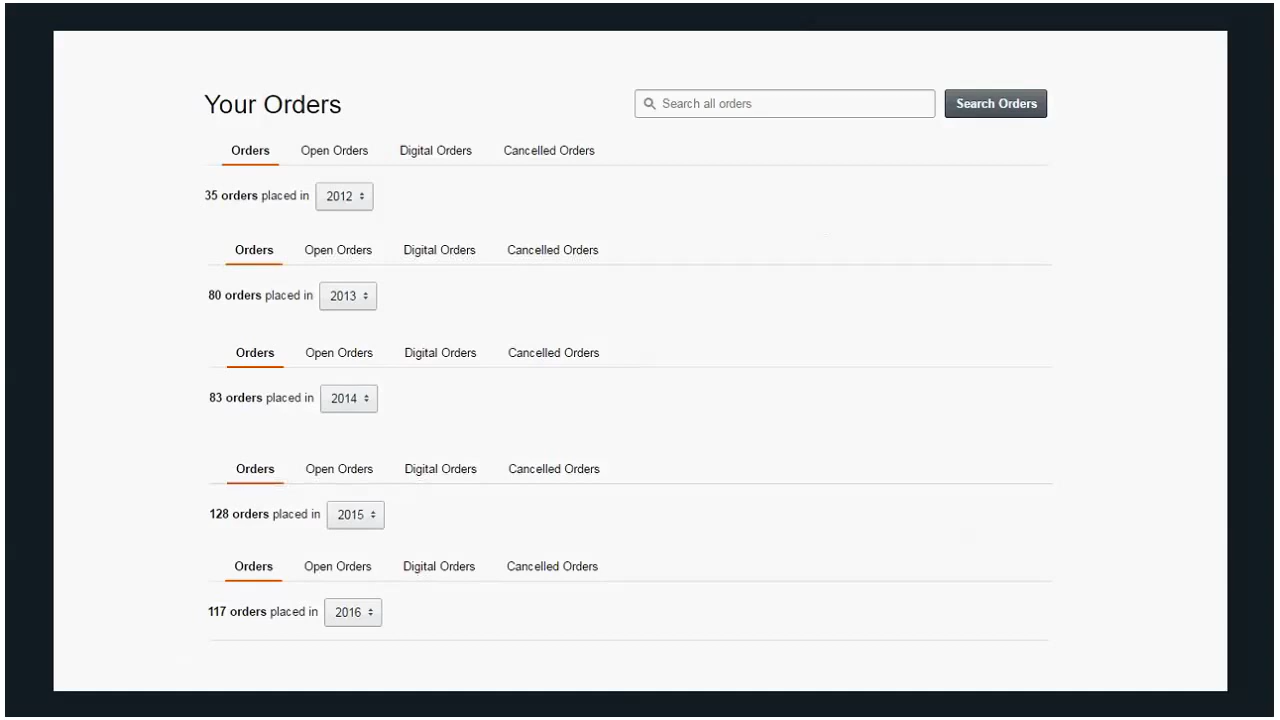 Your Orders
Search all orders
Search Orders
Orders Open Orders Digital Orders Cancelled Orders
35 orders placed in 2012
Orders Open Orders Digital Orders Cancelled Orders
80 orders placed in 2013
Orders Open Orders Digital Orders Cancelled Orders
83 orders placed in 2014
Orders Open Orders Digital Orders Cancelled Orders
128 orders placed in 2015
Orders Open Orders Digital Orders Cancelled Orders
117 orders placed in 2016